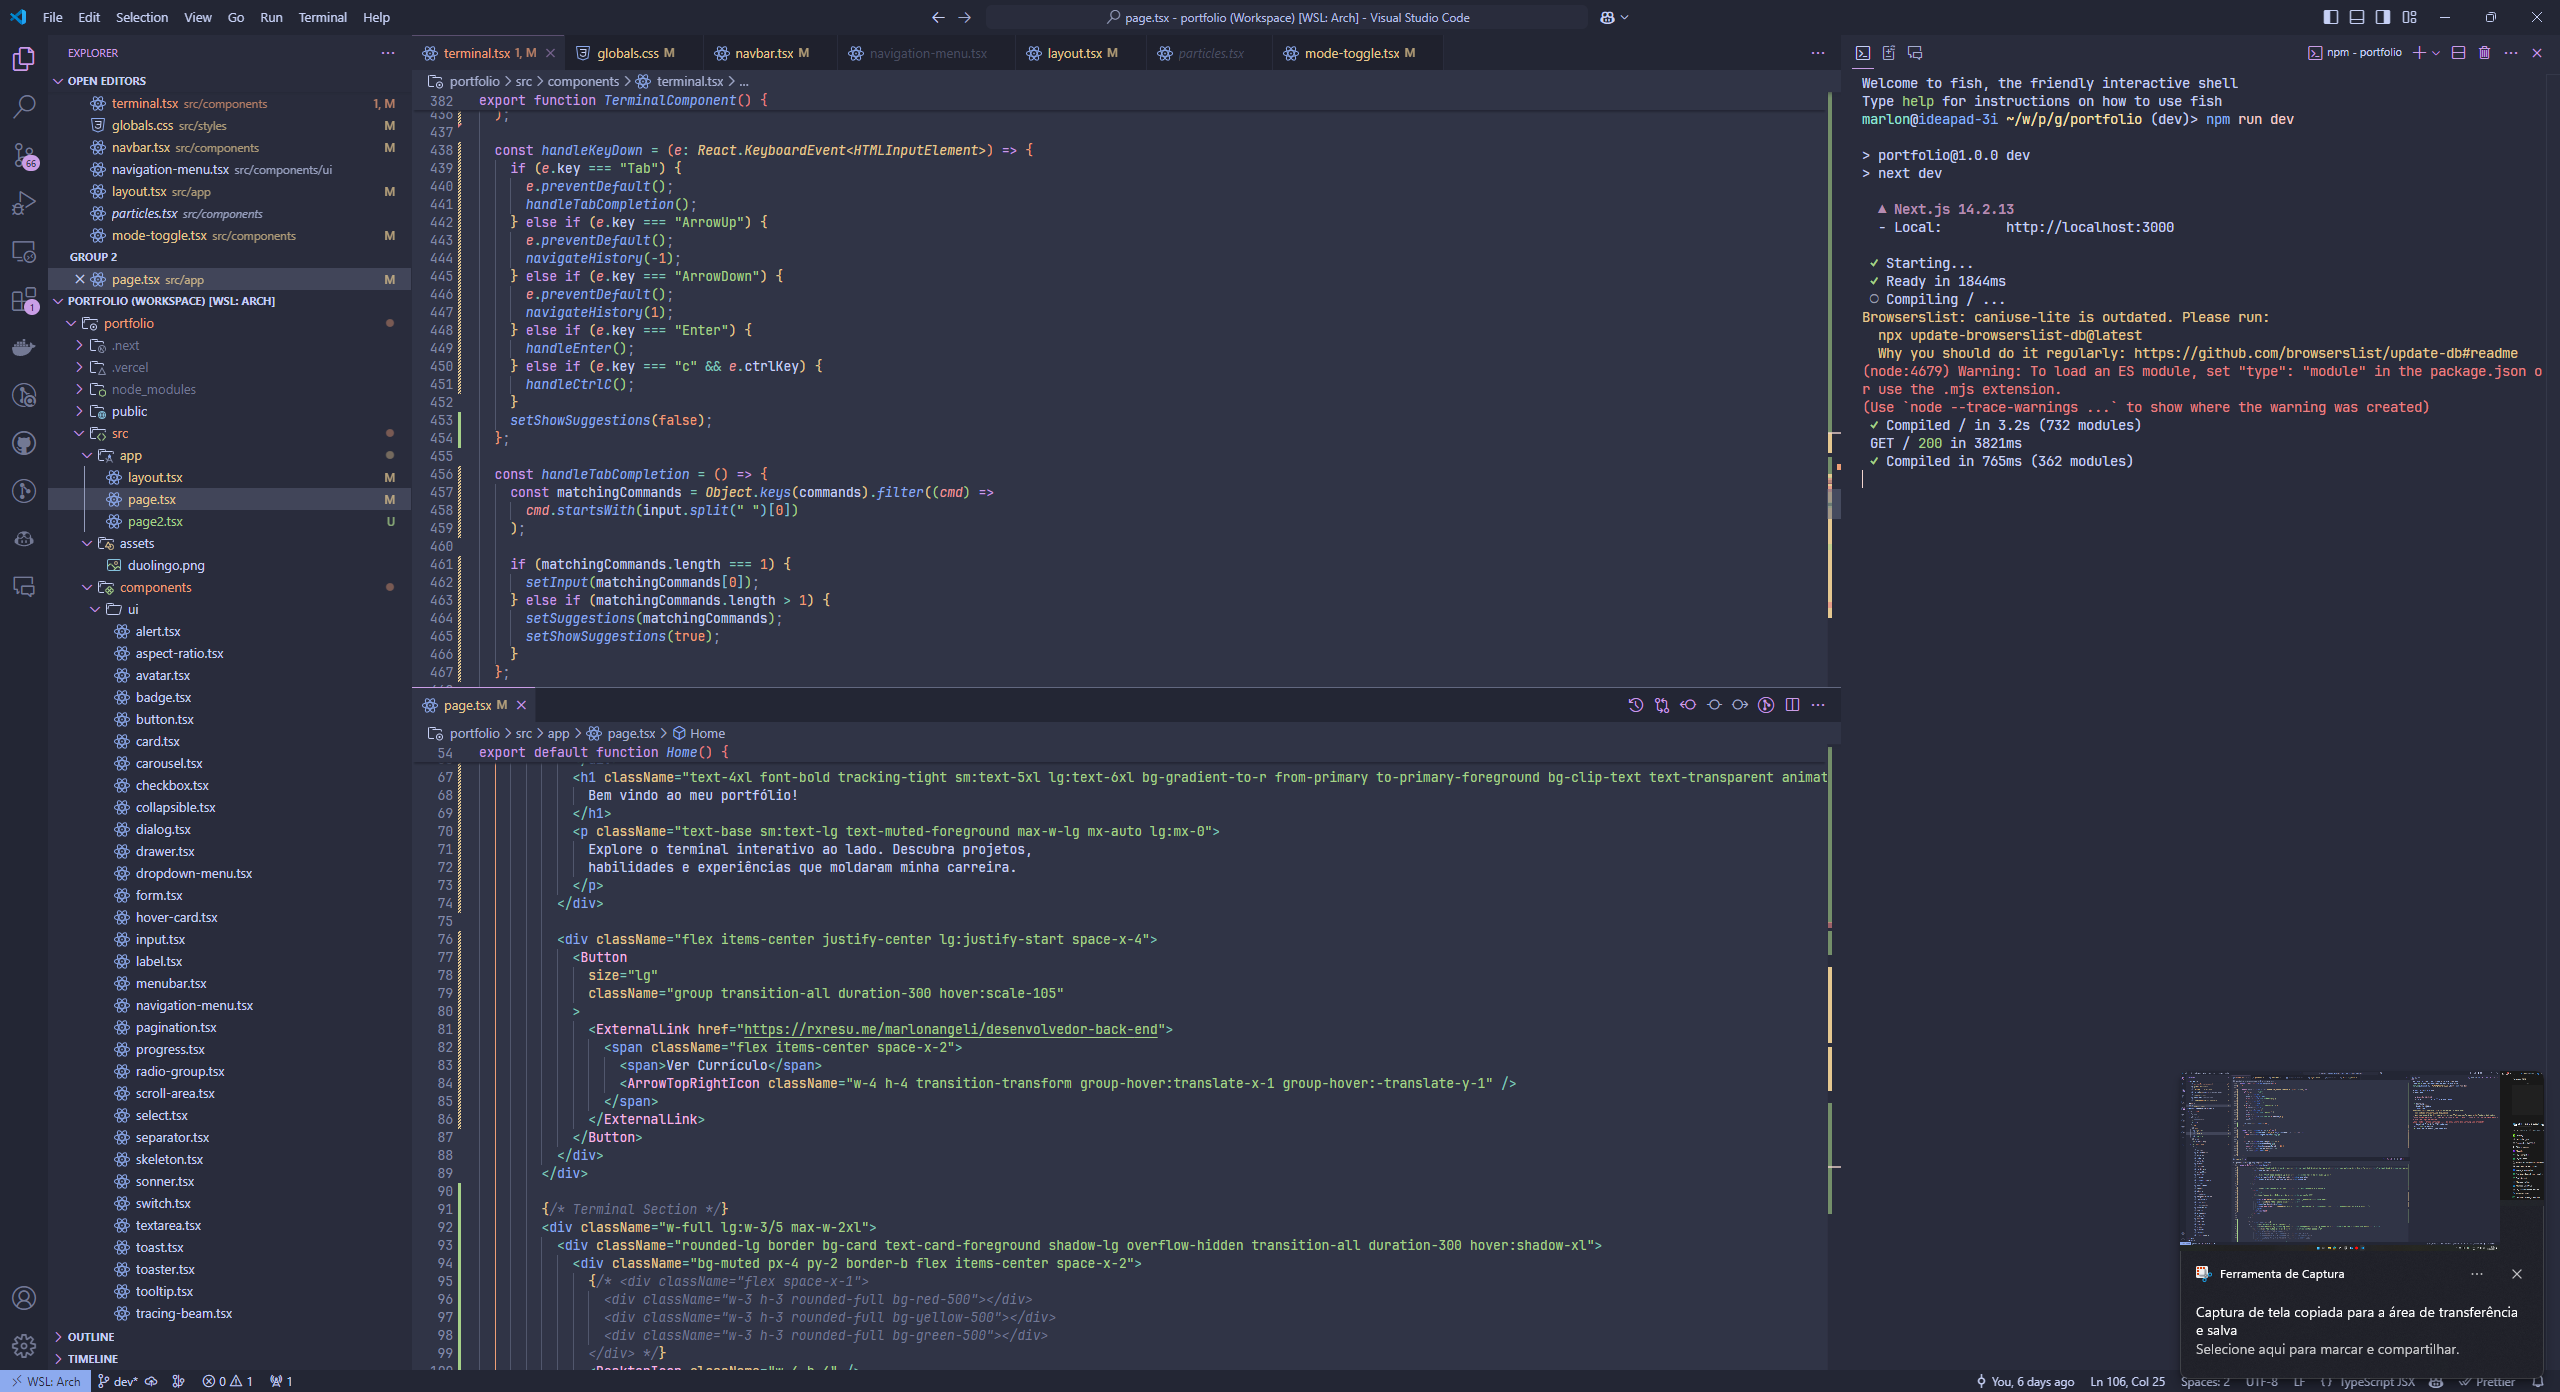 File Edit Selection View Go Run Terminal Help
page.tsx - portfolio (Workspace) [WSL: Arch] - Visual Studio Code
EXPLORER
OPEN EDITORS
terminal.tsx src/components 1, M
globals.css src/styles M
navbar.tsx src/components M
navigation-menu.tsx src/components/ui
layout.tsx src/app M
particles.tsx src/components
mode-toggle.tsx src/components M
GROUP 2
page.tsx src/app M
PORTFOLIO (WORKSPACE) [WSL: ARCH]
portfolio
.next
.vercel
node_modules
public
src
app
layout.tsx M
page.tsx M
page2.tsx U
assets
duolingo.png
components
ui
alert.tsx
aspect-ratio.tsx
avatar.tsx
badge.tsx
button.tsx
card.tsx
carousel.tsx
checkbox.tsx
collapsible.tsx
dialog.tsx
drawer.tsx
dropdown-menu.tsx
form.tsx
hover-card.tsx
input.tsx
label.tsx
menubar.tsx
navigation-menu.tsx
pagination.tsx
progress.tsx
radio-group.tsx
scroll-area.tsx
select.tsx
separator.tsx
skeleton.tsx
sonner.tsx
switch.tsx
textarea.tsx
toast.tsx
toaster.tsx
tooltip.tsx
tracing-beam.tsx
OUTLINE
TIMELINE
66
1
terminal.tsx 1, M globals.css M navbar.tsx M navigation-menu.tsx layout.tsx M particles.tsx mode-toggle.tsx M
portfolio > src > components > terminal.tsx > ...
382 export function TerminalComponent() {
436 );
437
438 const handleKeyDown = (e: React.KeyboardEvent<HTMLInputElement>) => {
439 if (e.key === "Tab") {
440 e.preventDefault();
441 handleTabCompletion();
442 } else if (e.key === "ArrowUp") {
443 e.preventDefault();
444 navigateHistory(-1);
445 } else if (e.key === "ArrowDown") {
446 e.preventDefault();
447 navigateHistory(1);
448 } else if (e.key === "Enter") {
449 handleEnter();
450 } else if (e.key === "c" && e.ctrlKey) {
451 handleCtrlC();
452 }
453 setShowSuggestions(false);
454 };
455
456 const handleTabCompletion = () => {
457 const matchingCommands = Object.keys(commands).filter((cmd) =>
458 cmd.startsWith(input.split(" ")[0])
459 );
460
461 if (matchingCommands.length === 1) {
462 setInput(matchingCommands[0]);
463 } else if (matchingCommands.length > 1) {
464 setSuggestions(matchingCommands);
465 setShowSuggestions(true);
466 }
467 };
page.tsx M
portfolio > src > app > page.tsx > Home
54 export default function Home() {
67 <h1 className="text-4xl font-bold tracking-tight sm:text-5xl lg:text-6xl bg-gradient-to-r from-primary to-primary-foreground bg-clip-text text-transparent animat
68 Bem vindo ao meu portfólio!
69 </h1>
70 <p className="text-base sm:text-lg text-muted-foreground max-w-lg mx-auto lg:mx-0">
71 Explore o terminal interativo ao lado. Descubra projetos,
72 habilidades e experiências que moldaram minha carreira.
73 </p>
74 </div>
75
76 <div className="flex items-center justify-center lg:justify-start space-x-4">
77 <Button
78 size="lg"
79 className="group transition-all duration-300 hover:scale-105"
80 >
81 <ExternalLink href="https://rxresu.me/marlonangeli/desenvolvedor-back-end">
82 <span className="flex items-center space-x-2">
83 <span>Ver Currículo</span>
84 <ArrowTopRightIcon className="w-4 h-4 transition-transform group-hover:translate-x-1 group-hover:-translate-y-1" />
85 </span>
86 </ExternalLink>
87 </Button>
88 </div>
89 </div>
90
91 {/* Terminal Section */}
92 <div className="w-full lg:w-3/5 max-w-2xl">
93 <div className="rounded-lg border bg-card text-card-foreground shadow-lg overflow-hidden transition-all duration-300 hover:shadow-xl">
94 <div className="bg-muted px-4 py-2 border-b flex items-center space-x-2">
95 {/* <div className="flex space-x-1">
96 <div className="w-3 h-3 rounded-full bg-red-500"></div>
97 <div className="w-3 h-3 rounded-full bg-yellow-500"></div>
98 <div className="w-3 h-3 rounded-full bg-green-500"></div>
99 </div> */}
npm - portfolio
Welcome to fish, the friendly interactive shell
Type help for instructions on how to use fish
marlon@ideapad-3i ~/w/p/g/portfolio (dev)> npm run dev
> portfolio@1.0.0 dev
> next dev
▲ Next.js 14.2.13
- Local: http://localhost:3000
✓ Starting...
✓ Ready in 1844ms
○ Compiling / ...
Browserslist: caniuse-lite is outdated. Please run:
npx update-browserslist-db@latest
Why you should do it regularly: https://github.com/browserslist/update-db#readme
(node:4679) Warning: To load an ES module, set "type": "module" in the package.json o
r use the .mjs extension.
(Use `node --trace-warnings ...` to show where the warning was created)
✓ Compiled / in 3.2s (732 modules)
GET / 200 in 3821ms
✓ Compiled in 765ms (362 modules)
Ferramenta de Captura
Captura de tela copiada para a área de transferência
e salva
Selecione aqui para marcar e compartilhar.
WSL: Arch dev* 0 1 1 You, 6 days ago Ln 106, Col 25 Spaces: 2 UTF-8 LF {} TypeScript JSX Prettier